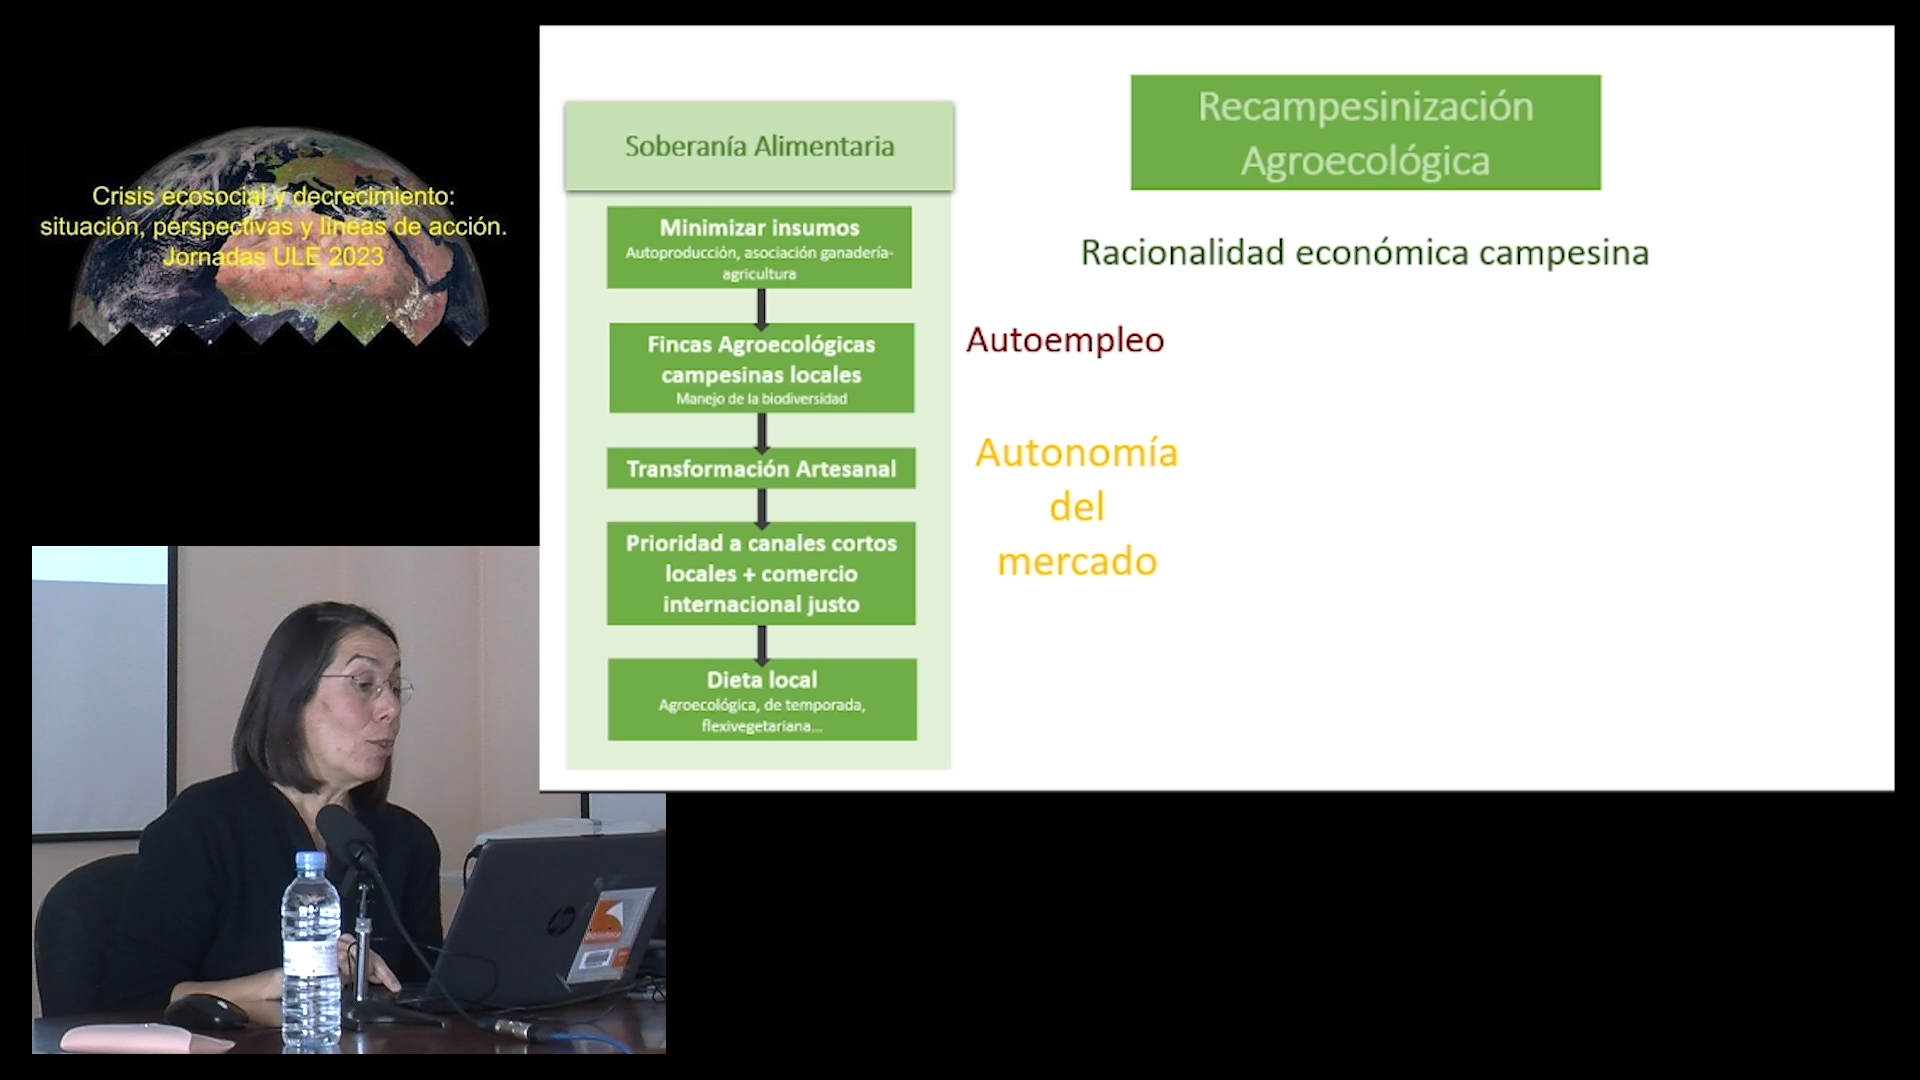 Crisis ecosocial y decrecimiento:
situación, perspectivas y líneas de acción.
Jornadas ULE 2023
Soberanía Alimentaria
Minimizar insumos
Autoproducción, asociación ganadería-
agricultura
Fincas Agroecológicas
campesinas locales
Manejo de la biodiversidad
Transformación Artesanal
Prioridad a canales cortos
locales + comercio
internacional justo
Dieta local
Agroecológica, de temporada,
flexivegetariana...
Recampesinización
Agroecológica
Racionalidad económica campesina
Autoempleo
Autonomía
del
mercado
hp